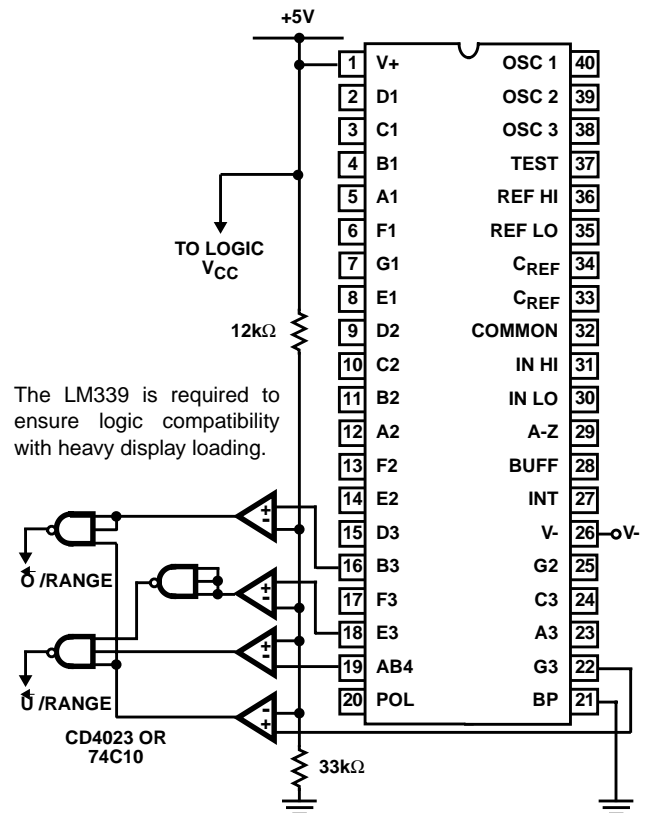 +5V
1 V+ OSC 1 40
2 D1 OSC 2 39
3 C1 OSC 3 38
4 B1 TEST 37
5 A1 REF HI 36
6 F1 REF LO 35
7 G1 CREF 34
8 E1 CREF 33
9 D2 COMMON 32
10 C2 IN HI 31
11 B2 IN LO 30
12 A2 A-Z 29
13 F2 BUFF 28
14 E2 INT 27
15 D3 V- 26 V-
16 B3 G2 25
17 F3 C3 24
18 E3 A3 23
19 AB4 G3 22
20 POL BP 21
TO LOGIC
VCC
12kΩ
The LM339 is required to
ensure logic compatibility
with heavy display loading.
+
-
+
-
-
+
-
+
O /RANGE
U /RANGE
CD4023 OR
74C10
33kΩ